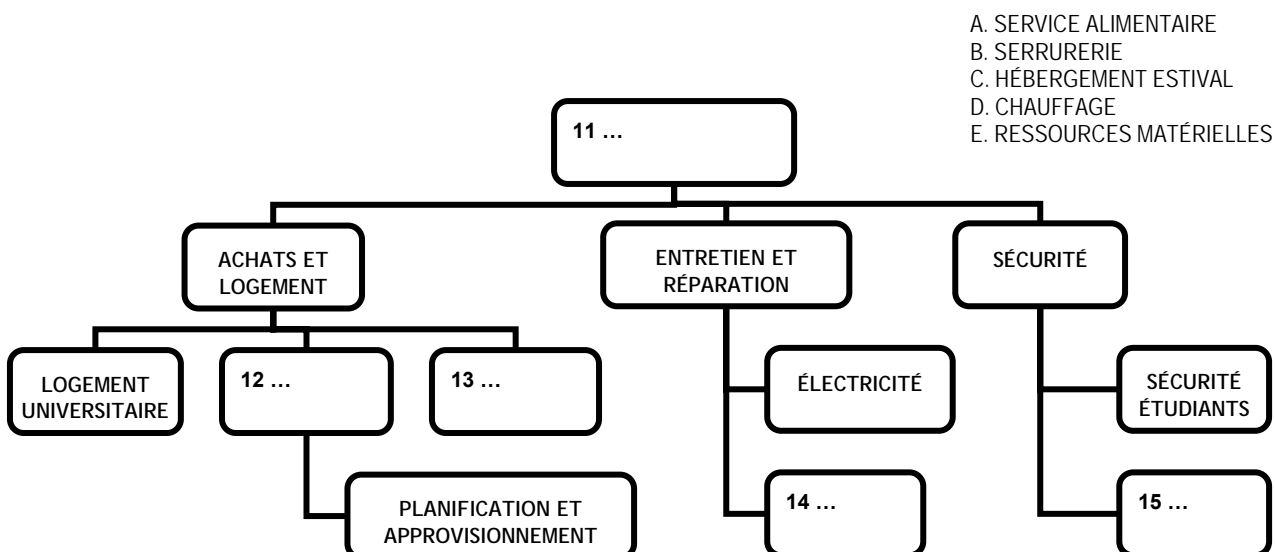 A. SERVICE ALIMENTAIRE
B. SERRURERIE
C. HÉBERGEMENT ESTIVAL
D. CHAUFFAGE
E. RESSOURCES MATÉRIELLES
11 ...
ACHATS ET
LOGEMENT
ENTRETIEN ET
RÉPARATION
SÉCURITÉ
LOGEMENT
UNIVERSITAIRE
12 ...
13 ...
ÉLECTRICITÉ
SÉCURITÉ
ÉTUDIANTS
PLANIFICATION ET
APPROVISIONNEMENT
14 ...
15 ...